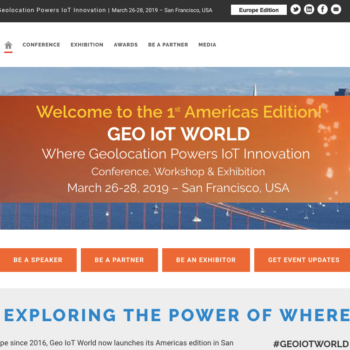 Geolocation Powers IoT Innovation | March 26-28, 2019 – San Francisco, USA
Europe Edition
CONFERENCE EXHIBITION AWARDS BE A PARTNER MEDIA
Welcome to the 1st Americas Edition!
GEO IoT WORLD
Where Geolocation Powers IoT Innovation
Conference, Workshop & Exhibition
March 26-28, 2019 – San Francisco, USA
BE A SPEAKER BE A PARTNER BE AN EXHIBITOR GET EVENT UPDATES
EXPLORING THE POWER OF WHERE
pe since 2016, Geo IoT World now launches its Americas edition in San
#GEOIOTWORLD